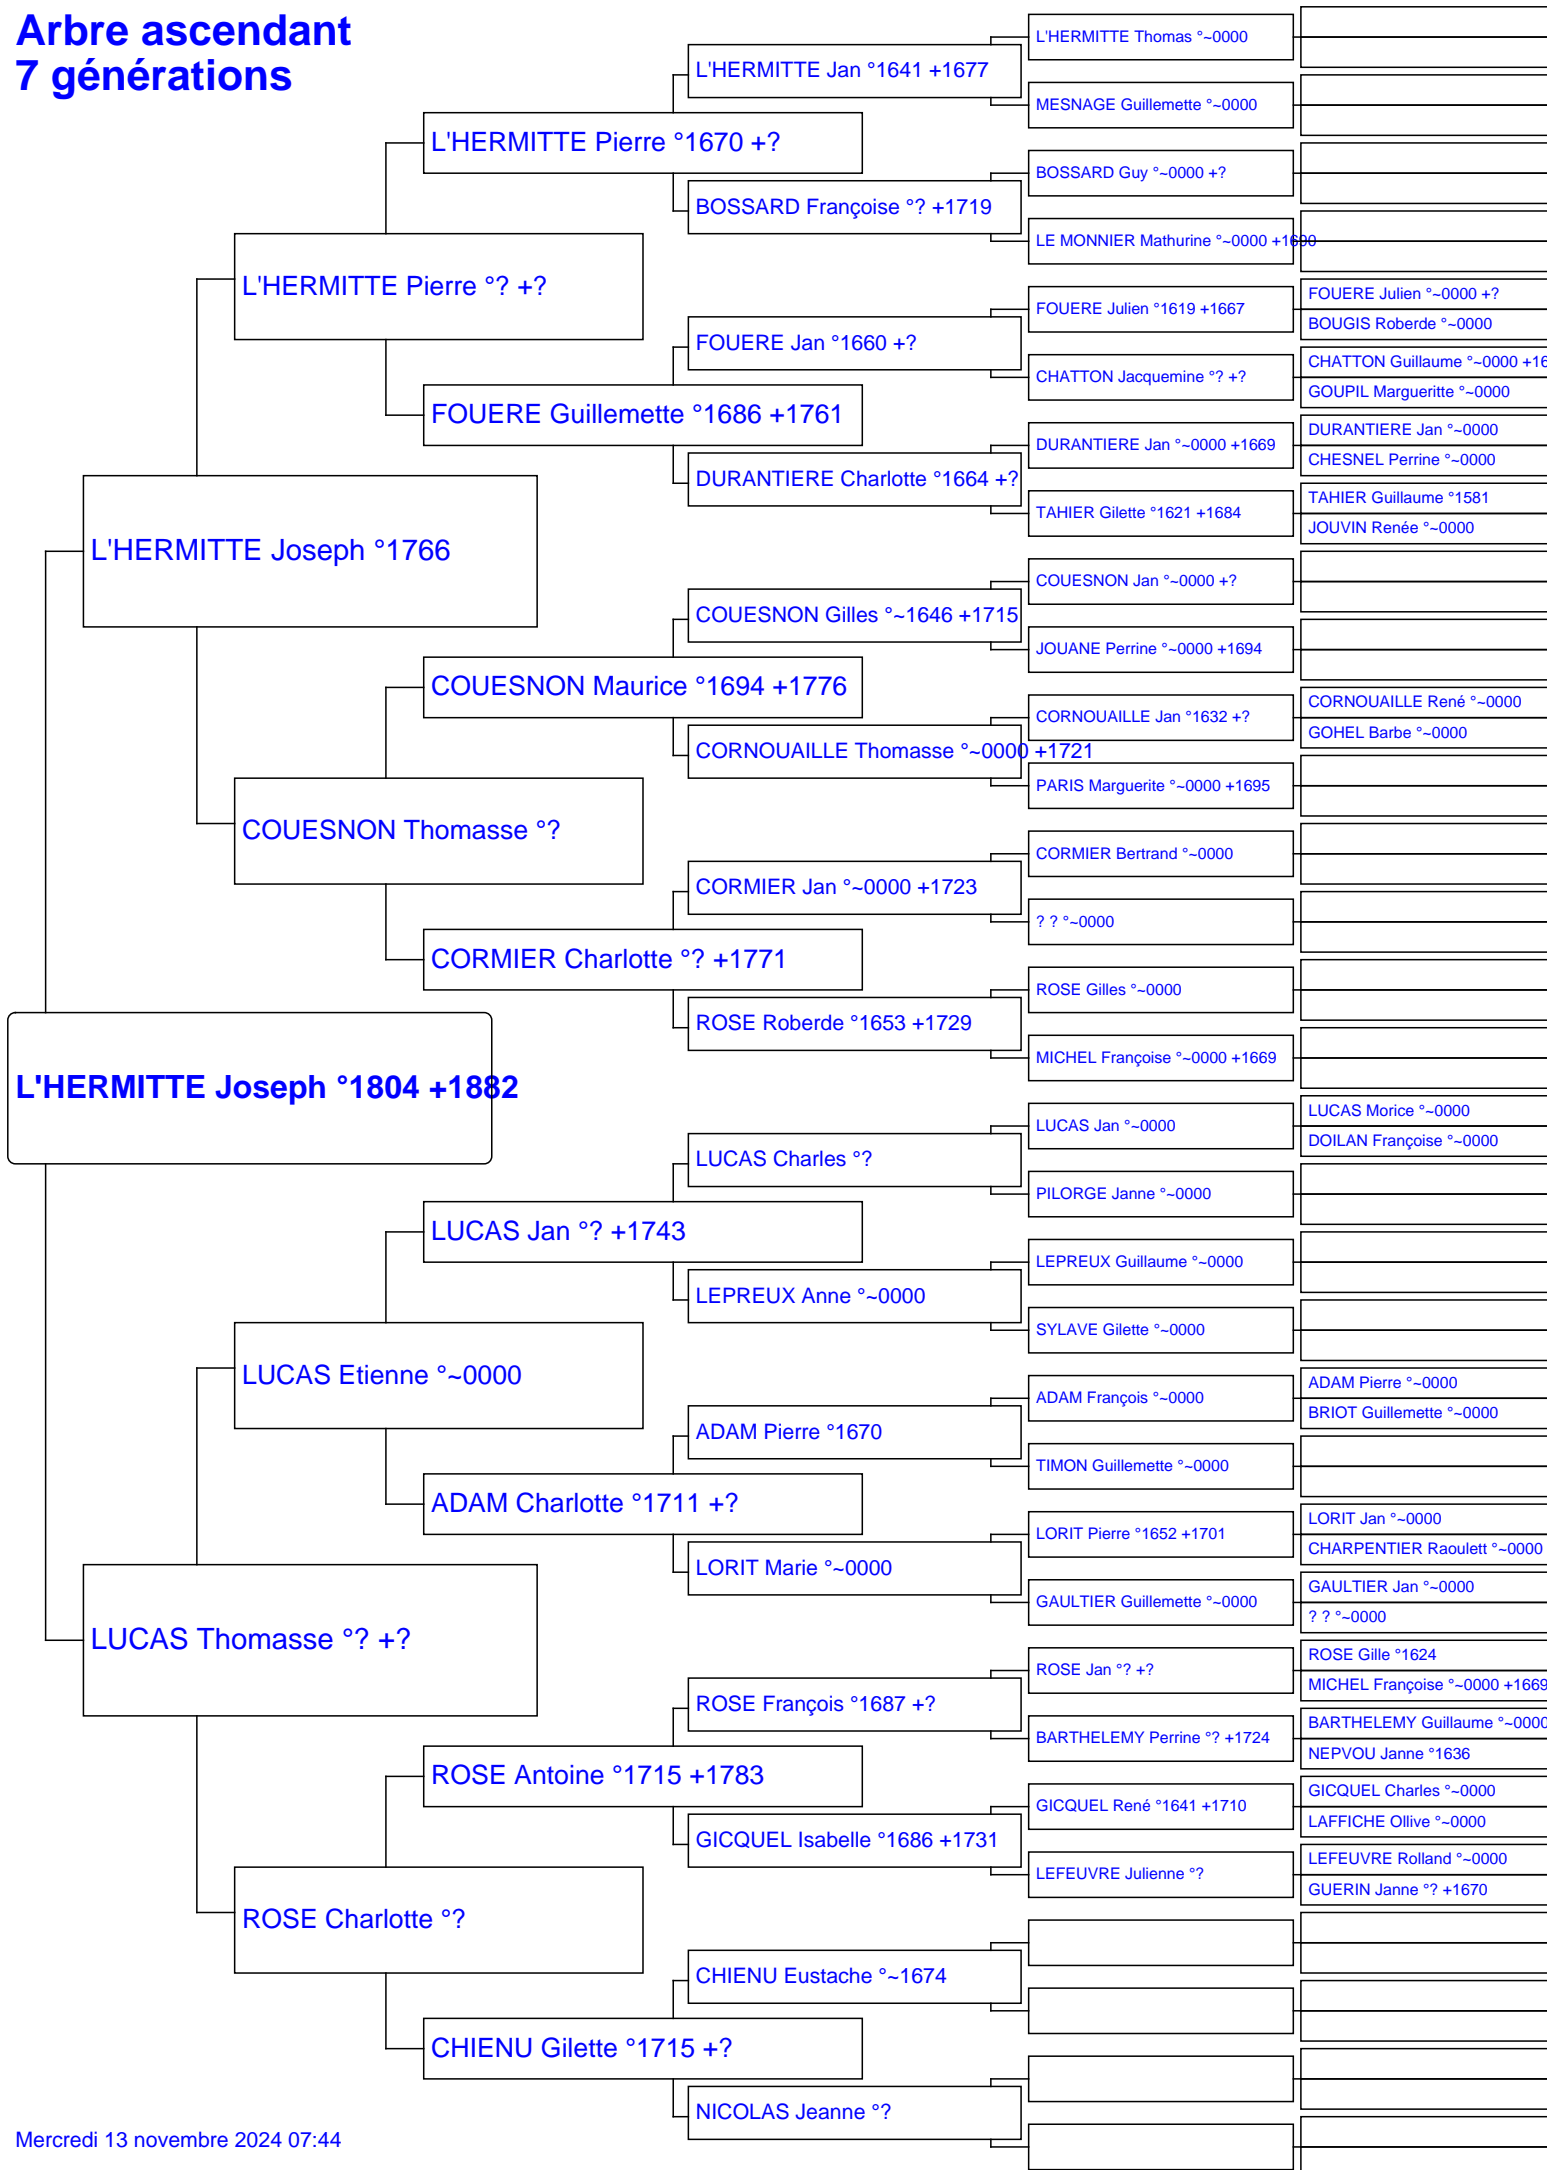 Arbre ascendant
7 générations
L'HERMITTE Joseph °1804 +1882
L'HERMITTE Joseph °1766
LUCAS Thomasse °? +?
L'HERMITTE Pierre °? +?
COUESNON Thomasse °?
LUCAS Etienne °~0000
ROSE Charlotte °?
L'HERMITTE Pierre °1670 +?
FOUERE Guillemette °1686 +1761
COUESNON Maurice °1694 +1776
CORMIER Charlotte °? +1771
LUCAS Jan °? +1743
ADAM Charlotte °1711 +?
ROSE Antoine °1715 +1783
CHIENU Gilette °1715 +?
L'HERMITTE Jan °1641 +1677
BOSSARD Françoise °? +1719
FOUERE Jan °1660 +?
DURANTIERE Charlotte °1664 +?
COUESNON Gilles °~1646 +1715
CORNOUAILLE Thomasse °~0000 +1721
CORMIER Jan °~0000 +1723
ROSE Roberde °1653 +1729
LUCAS Charles °?
LEPREUX Anne °~0000
ADAM Pierre °1670
LORIT Marie °~0000
ROSE François °1687 +?
GICQUEL Isabelle °1686 +1731
CHIENU Eustache °~1674
NICOLAS Jeanne °?
L'HERMITTE Thomas °~0000
MESNAGE Guillemette °~0000
BOSSARD Guy °~0000 +?
LE MONNIER Mathurine °~0000 +1690
FOUERE Julien °1619 +1667
CHATTON Jacquemine °? +?
DURANTIERE Jan °~0000 +1669
TAHIER Gilette °1621 +1684
COUESNON Jan °~0000 +?
JOUANE Perrine °~0000 +1694
CORNOUAILLE Jan °1632 +?
PARIS Marguerite °~0000 +1695
CORMIER Bertrand °~0000
? ? °~0000
ROSE Gilles °~0000
MICHEL Françoise °~0000 +1669
LUCAS Jan °~0000
PILORGE Janne °~0000
LEPREUX Guillaume °~0000
SYLAVE Gilette °~0000
ADAM François °~0000
TIMON Guillemette °~0000
LORIT Pierre °1652 +1701
GAULTIER Guillemette °~0000
ROSE Jan °? +?
BARTHELEMY Perrine °? +1724
GICQUEL René °1641 +1710
LEFEUVRE Julienne °?
FOUERE Julien °~0000 +?
BOUGIS Roberde °~0000
CHATTON Guillaume °~0000 +16
GOUPIL Margueritte °~0000
DURANTIERE Jan °~0000
CHESNEL Perrine °~0000
TAHIER Guillaume °1581
JOUVIN Renée °~0000
CORNOUAILLE René °~0000
GOHEL Barbe °~0000
LUCAS Morice °~0000
DOILAN Françoise °~0000
ADAM Pierre °~0000
BRIOT Guillemette °~0000
LORIT Jan °~0000
CHARPENTIER Raoulett °~0000
GAULTIER Jan °~0000
? ? °~0000
ROSE Gille °1624
MICHEL Françoise °~0000 +1669
BARTHELEMY Guillaume °~0000
NEPVOU Janne °1636
GICQUEL Charles °~0000
LAFFICHE Ollive °~0000
LEFEUVRE Rolland °~0000
GUERIN Janne °? +1670
Mercredi 13 novembre 2024 07:44